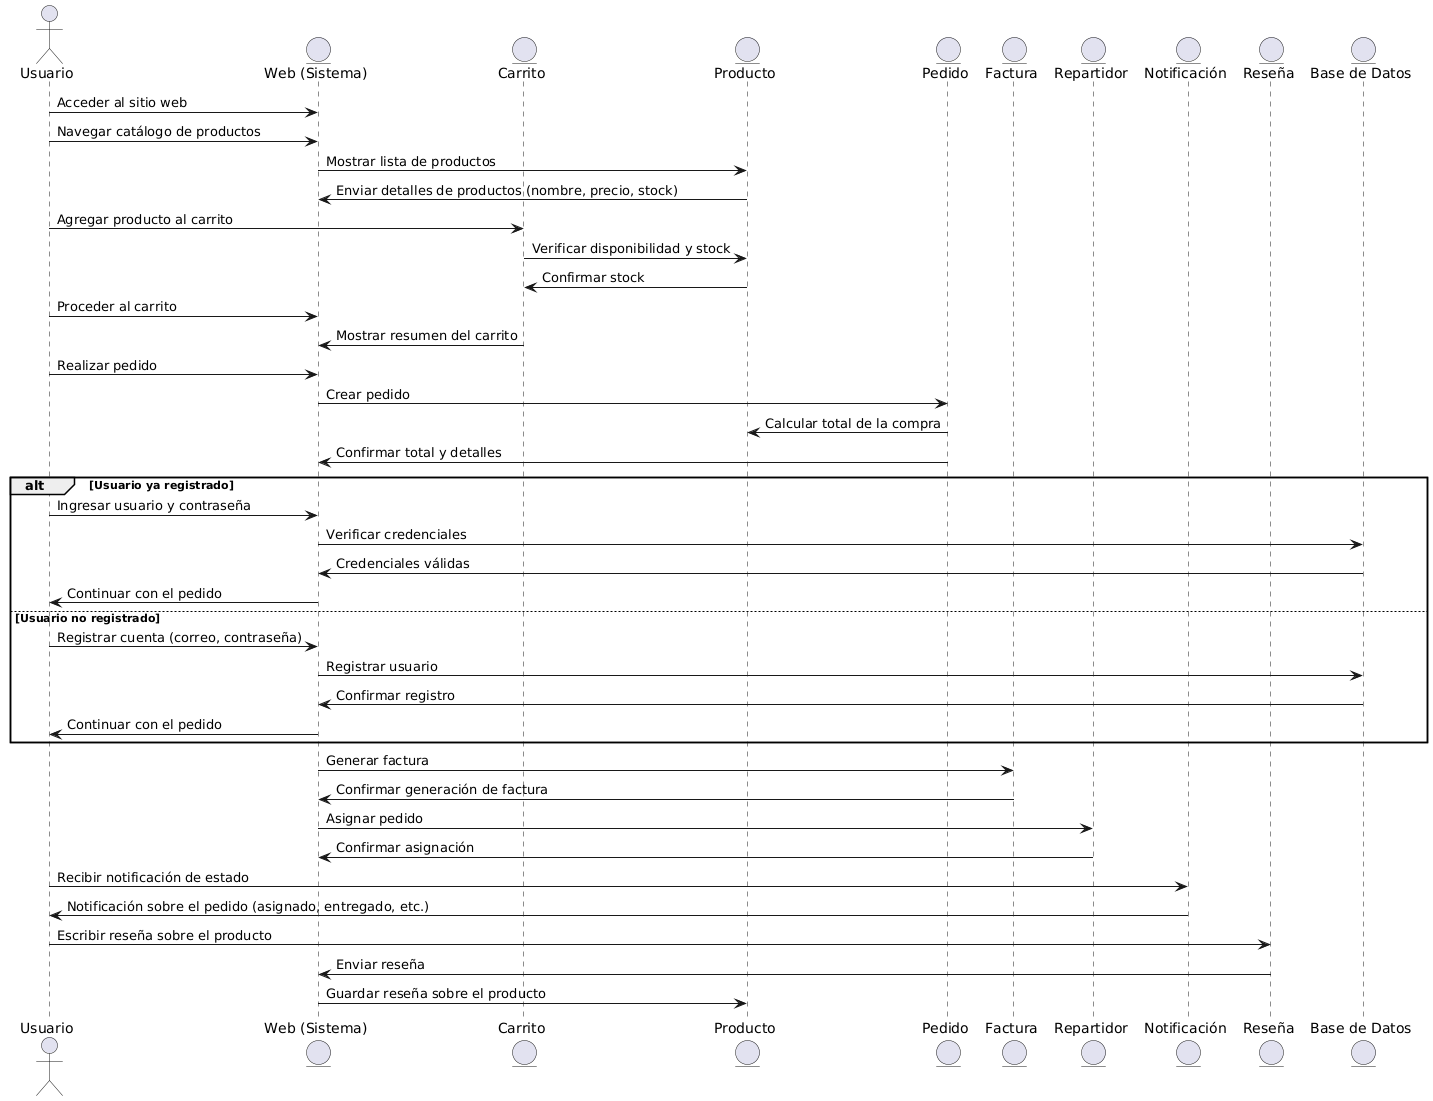 Usuario
Web (Sistema)
Carrito
Producto
Pedido
Factura
Repartidor
Notificación
Reseña
Base de Datos
Acceder al sitio web
Navegar catálogo de productos
Mostrar lista de productos
Enviar detalles de productos (nombre, precio, stock)
Agregar producto al carrito
Verificar disponibilidad y stock
Confirmar stock
Proceder al carrito
Mostrar resumen del carrito
Realizar pedido
Crear pedido
Calcular total de la compra
Confirmar total y detalles
alt
[Usuario ya registrado]
Ingresar usuario y contraseña
Verificar credenciales
Credenciales válidas
Continuar con el pedido
[Usuario no registrado]
Registrar cuenta (correo, contraseña)
Registrar usuario
Confirmar registro
Continuar con el pedido
Generar factura
Confirmar generación de factura
Asignar pedido
Confirmar asignación
Recibir notificación de estado
Notificación sobre el pedido (asignado, entregado, etc.)
Escribir reseña sobre el producto
Enviar reseña
Guardar reseña sobre el producto
Usuario
Web (Sistema)
Carrito
Producto
Pedido
Factura
Repartidor
Notificación
Reseña
Base de Datos